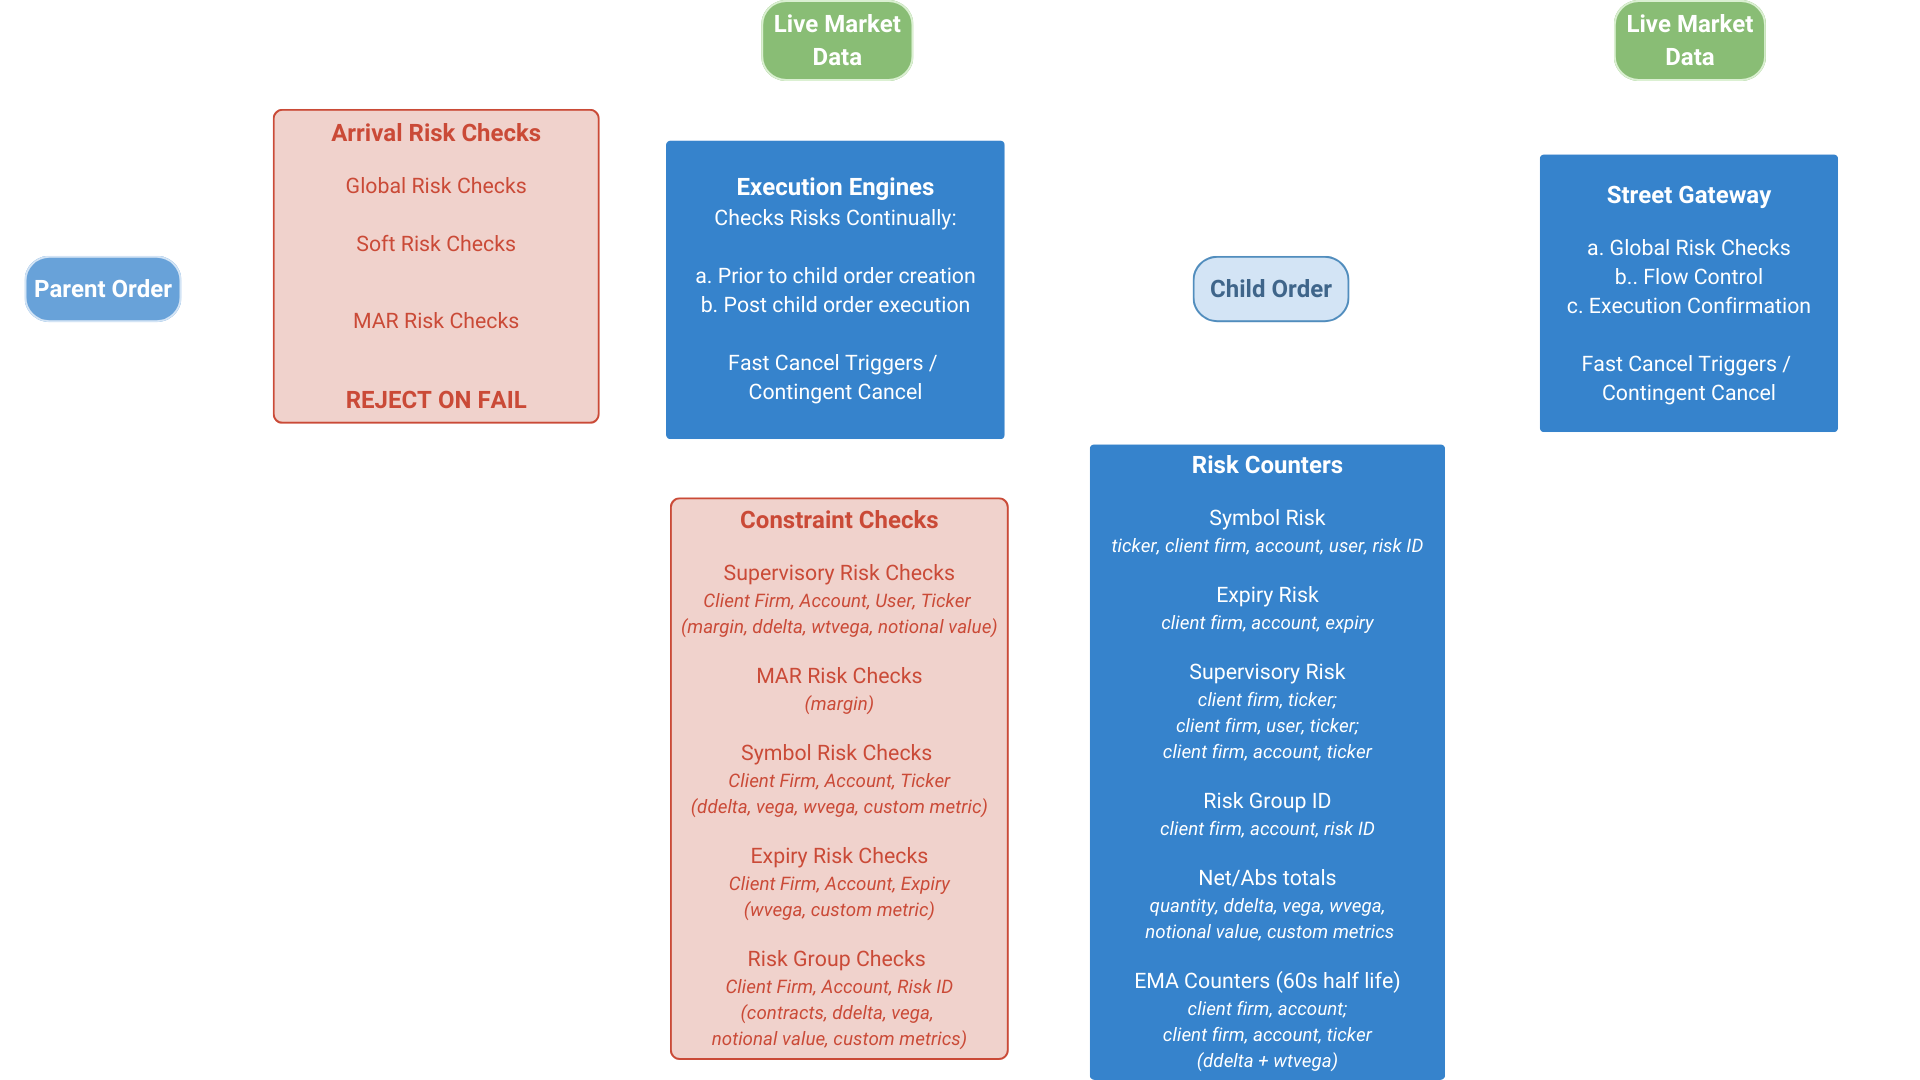 Live Market
Data
Live Market
Data
Parent Order
Arrival Risk Checks
Global Risk Checks
Soft Risk Checks
MAR Risk Checks
REJECT ON FAIL
Execution Engines
Checks Risks Continually:
a. Prior to child order creation
b. Post child order execution
Fast Cancel Triggers /
Contingent Cancel
Constraint Checks
Supervisory Risk Checks
Client Firm, Account, User, Ticker
(margin, ddelta, wtvega, notional value)
MAR Risk Checks
(margin)
Symbol Risk Checks
Client Firm, Account, Ticker
(ddelta, vega, wvega, custom metric)
Expiry Risk Checks
Client Firm, Account, Expiry
(wvega, custom metric)
Risk Group Checks
Client Firm, Account, Risk ID
(contracts, ddelta, vega,
notional value, custom metrics)
Child Order
Risk Counters
Symbol Risk
ticker, client firm, account, user, risk ID
Expiry Risk
client firm, account, expiry
Supervisory Risk
client firm, ticker;
client firm, user, ticker;
client firm, account, ticker
Risk Group ID
client firm, account, risk ID
Net/Abs totals
quantity, ddelta, vega, wvega,
notional value, custom metrics
EMA Counters (60s half life)
client firm, account;
client firm, account, ticker
(ddelta + wtvega)
Street Gateway
a. Global Risk Checks
b.. Flow Control
c. Execution Confirmation
Fast Cancel Triggers /
Contingent Cancel